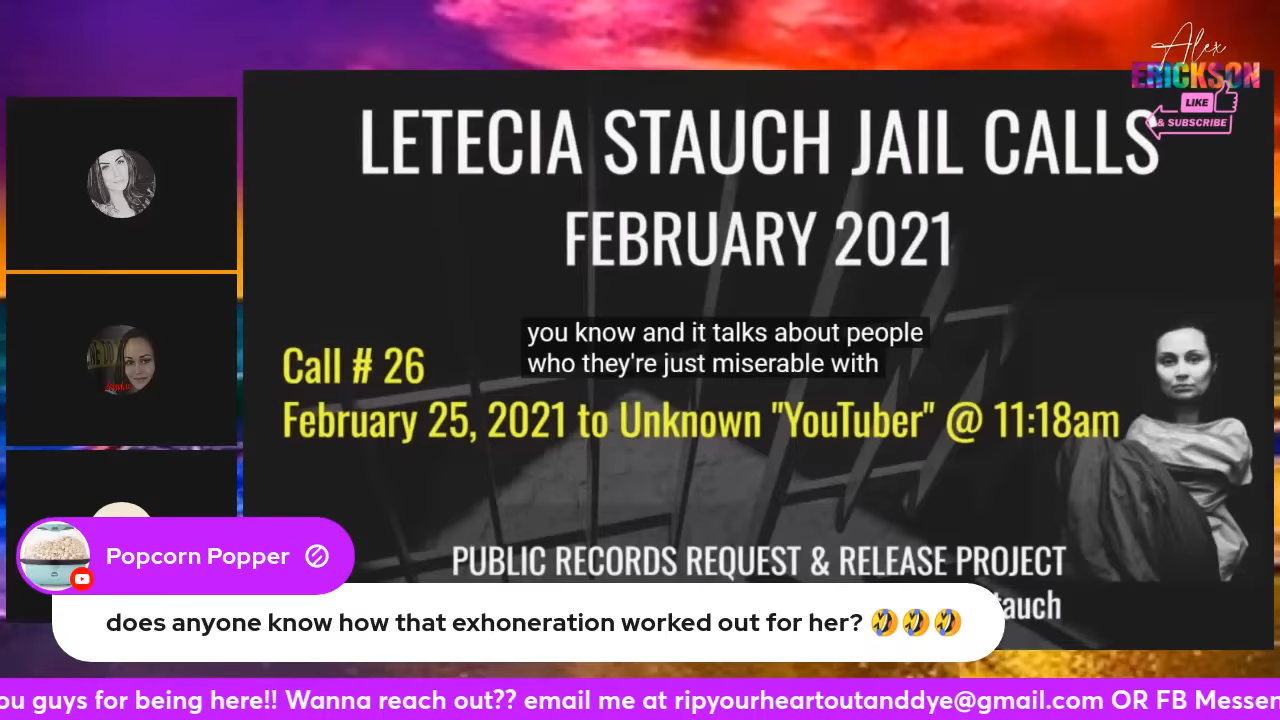 Alex
ERICKSON
LIKE
& SUBSCRIBE
LETECIA STAUCH JAIL CALLS
FEBRUARY 2021
you know and it talks about people
who they're just miserable with
Call # 26
February 25, 2021 to Unknown "YouTuber" @ 11:18am
PUBLIC RECORDS REQUEST & RELEASE PROJECT
tauch
Popcorn Popper
does anyone know how that exhoneration worked out for her? 🤣🤣🤣
ou guys for being here!! Wanna reach out?? email me at ripyourheartoutanddye@gmail.com OR FB Messen